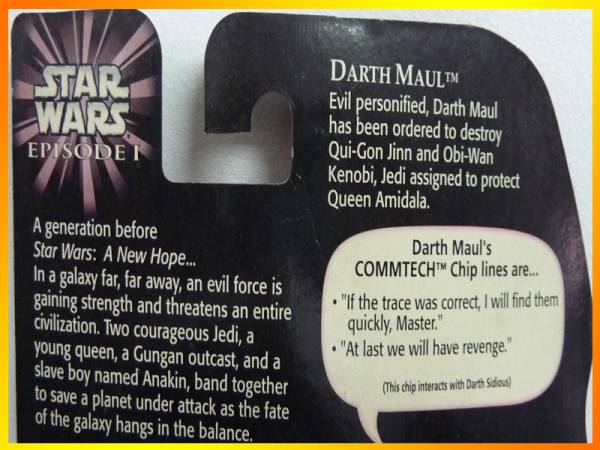 STAR
WARS
EPISODE I
A generation before
Star Wars: A New Hope...
In a galaxy far, far away, an evil force is
gaining strength and threatens an entire
civilization. Two courageous Jedi, a
young queen, a Gungan outcast, and a
slave boy named Anakin, band together
to save a planet under attack as the fate
of the galaxy hangs in the balance.
DARTH MAUL™
Evil personified, Darth Maul
has been ordered to destroy
Qui-Gon Jinn and Obi-Wan
Kenobi, Jedi assigned to protect
Queen Amidala.
Darth Maul's
COMMTECH™ Chip lines are...
• "If the trace was correct, I will find them
quickly, Master."
• "At last we will have revenge."
(This chip interacts with Darth Sidious)